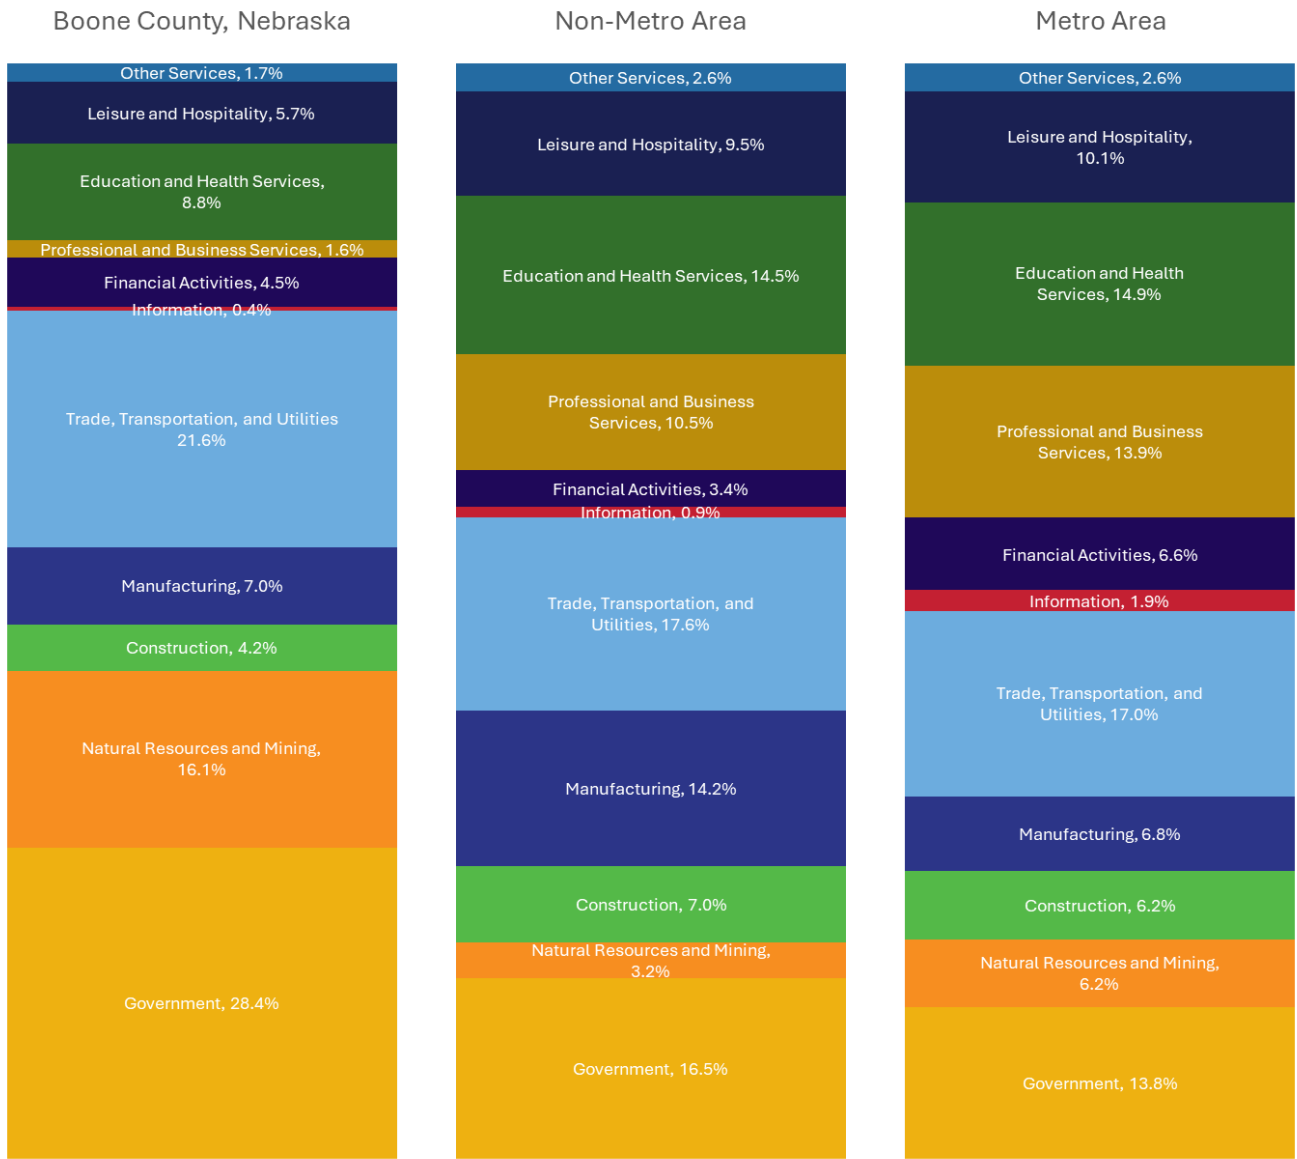 Boone County, Nebraska
Other Services, 1.7%
Leisure and Hospitality, 5.7%
Education and Health Services,
8.8%
Professional and Business Services, 1.6%
Financial Activities, 4.5%
Information, 0.4%
Trade, Transportation, and Utilities
21.6%
Manufacturing, 7.0%
Construction, 4.2%
Natural Resources and Mining,
16.1%
Government, 28.4%
Non-Metro Area
Other Services, 2.6%
Leisure and Hospitality, 9.5%
Education and Health Services, 14.5%
Professional and Business
Services, 10.5%
Financial Activities, 3.4%
Information, 0.9%
Trade, Transportation, and
Utilities, 17.6%
Manufacturing, 14.2%
Construction, 7.0%
Natural Resources and Mining,
3.2%
Government, 16.5%
Metro Area
Other Services, 2.6%
Leisure and Hospitality,
10.1%
Education and Health
Services, 14.9%
Professional and Business
Services, 13.9%
Financial Activities, 6.6%
Information, 1.9%
Trade, Transportation, and
Utilities, 17.0%
Manufacturing, 6.8%
Construction, 6.2%
Natural Resources and Mining,
6.2%
Government, 13.8%